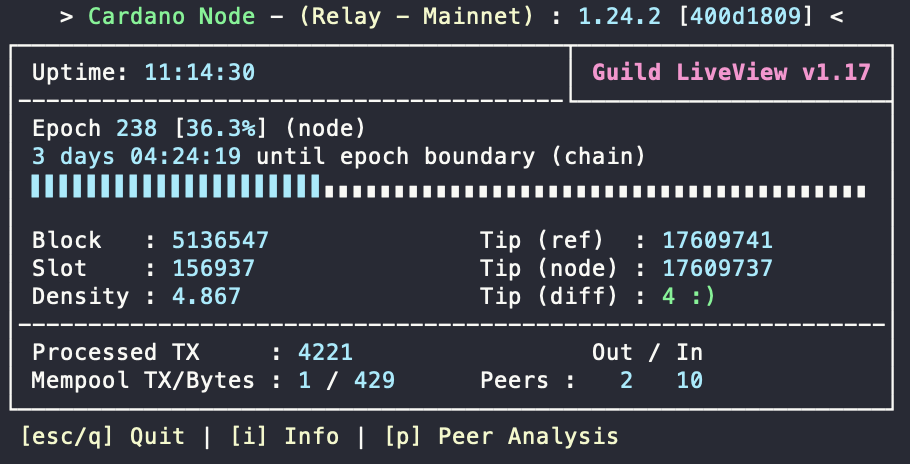 > Cardano Node - (Relay - Mainnet) : 1.24.2 [400d1809] <
Uptime: 11:14:30 Guild LiveView v1.17
Epoch 238 [36.3%] (node)
3 days 04:24:19 until epoch boundary (chain)
Block : 5136547 Tip (ref) : 17609741
Slot : 156937 Tip (node) : 17609737
Density : 4.867 Tip (diff) : 4 :)
Processed TX : 4221 Out / In
Mempool TX/Bytes : 1 / 429 Peers : 2 10
[esc/q] Quit | [i] Info | [p] Peer Analysis